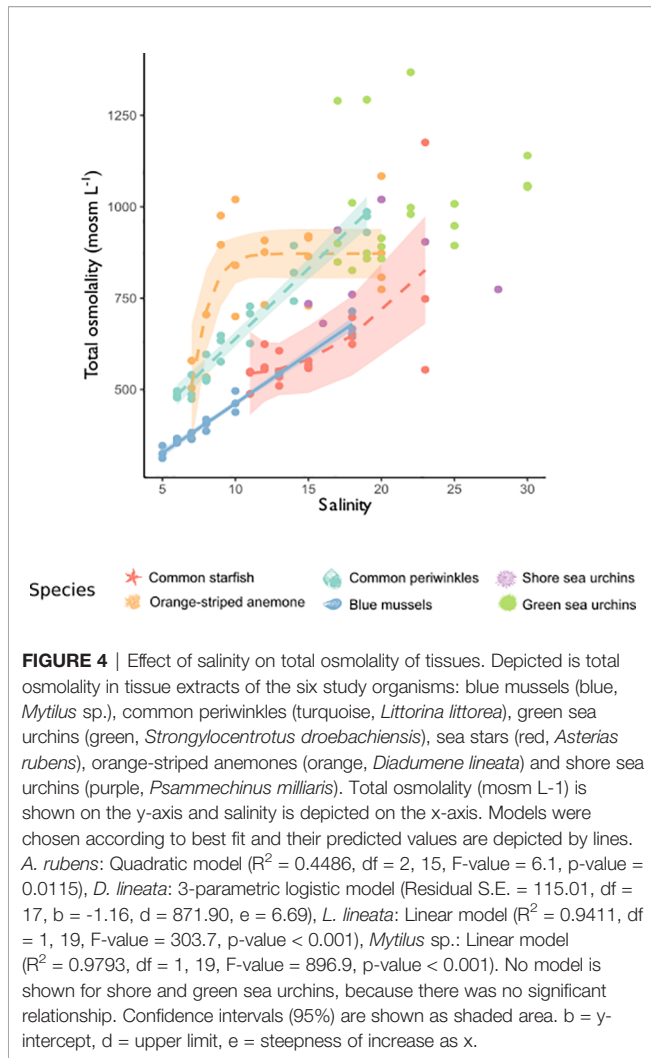 1250
1000
750
500
Total osmolality (mosm L-1)
5 10 15 20 25 30
Salinity
Species
Common starfish
Common periwinkles
Shore sea urchins
Orange-striped anemone
Blue mussels
Green sea urchins
FIGURE 4 | Effect of salinity on total osmolality of tissues. Depicted is total
osmolality in tissue extracts of the six study organisms: blue mussels (blue,
Mytilus sp.), common periwinkles (turquoise, Littorina littorea), green sea
urchins (green, Strongylocentrotus droebachiensis), sea stars (red, Asterias
rubens), orange-striped anemones (orange, Diadumene lineata) and shore sea
urchins (purple, Psammechinus milliaris). Total osmolality (mosm L-1) is
shown on the y-axis and salinity is depicted on the x-axis. Models were
chosen according to best fit and their predicted values are depicted by lines.
A. rubens: Quadratic model (R2 = 0.4486, df = 2, 15, F-value = 6.1, p-value =
0.0115), D. lineata: 3-parametric logistic model (Residual S.E. = 115.01, df =
17, b = -1.16, d = 871.90, e = 6.69), L. lineata: Linear model (R2 = 0.9411, df
= 1, 19, F-value = 303.7, p-value < 0.001), Mytilus sp.: Linear model
(R2 = 0.9793, df = 1, 19, F-value = 896.9, p-value < 0.001). No model is
shown for shore and green sea urchins, because there was no significant
relationship. Confidence intervals (95%) are shown as shaded area. b = y-
intercept, d = upper limit, e = steepness of increase as x.